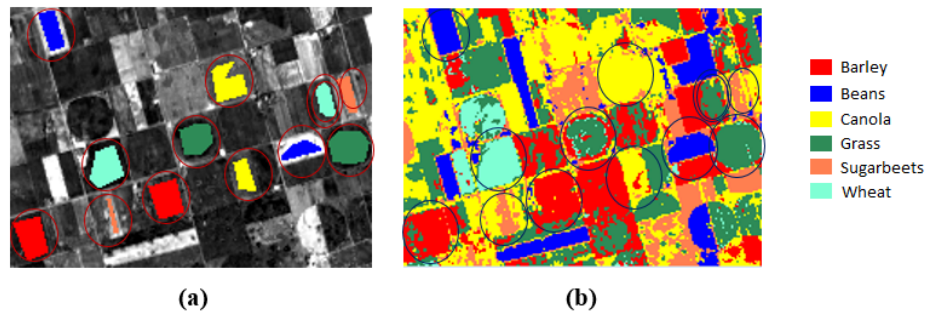 Barley
Beans
Canola
Grass
Sugarbeets
Wheat
(a)
(b)